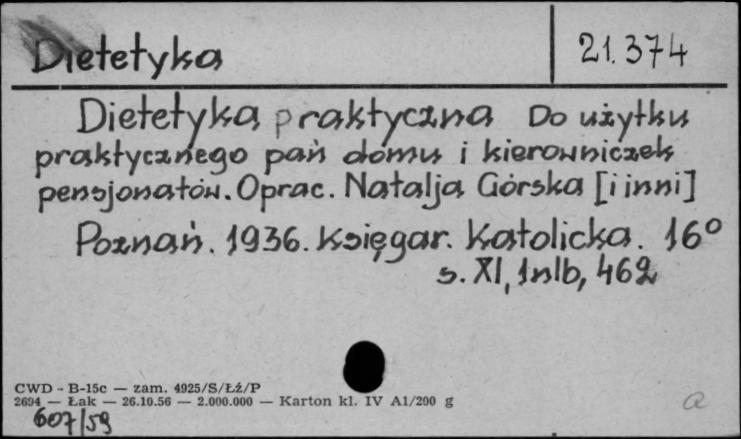 Dietetyka
21.374
Dietetyka praktyczna Do użytku
praktycznego pań domu i kierowniczek
pensjonatów. Oprac. Natalja Górska [i inni]
Poznań. 1936. Księgar. Katolicka. 16°
s. XI, 1nlb, 462
CWD - B-15c — zam. 4925/S/Łź/P
2694 — Łak — 26.10.56 — 2.000.000 — Karton kl. IV A1/200 g
607/59
a